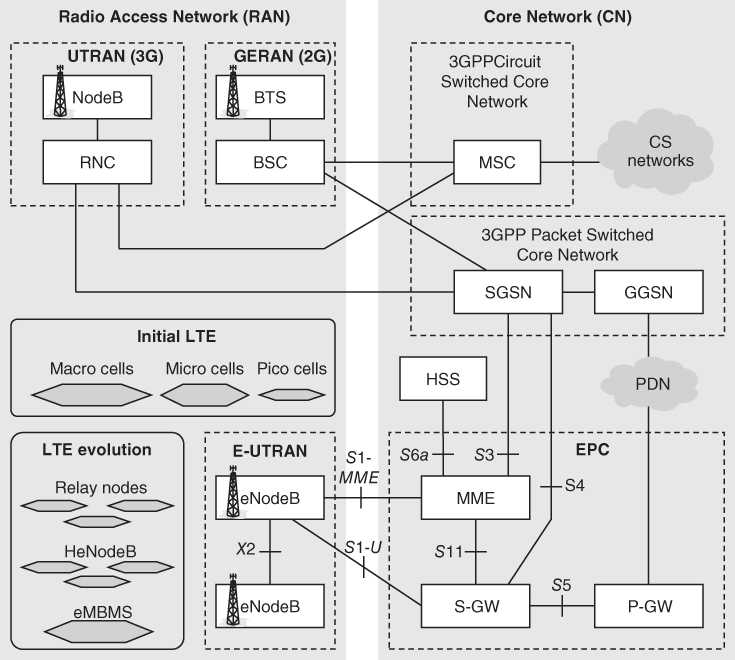 Radio Access Network (RAN)
Core Network (CN)
UTRAN (3G)
NodeB
RNC
GERAN (2G)
BTS
BSC
3GPPCircuit
Switched Core
Network
MSC
CS
networks
3GPP Packet Switched
Core Network
SGSN
GGSN
PDN
Initial LTE
Macro cells
Micro cells
Pico cells
HSS
LTE evolution
Relay nodes
HeNodeB
eMBMS
E-UTRAN
eNodeB
X2
eNodeB
S1-
MME
S1-U
EPC
S6a
S3
S4
MME
S11
S-GW
S5
P-GW